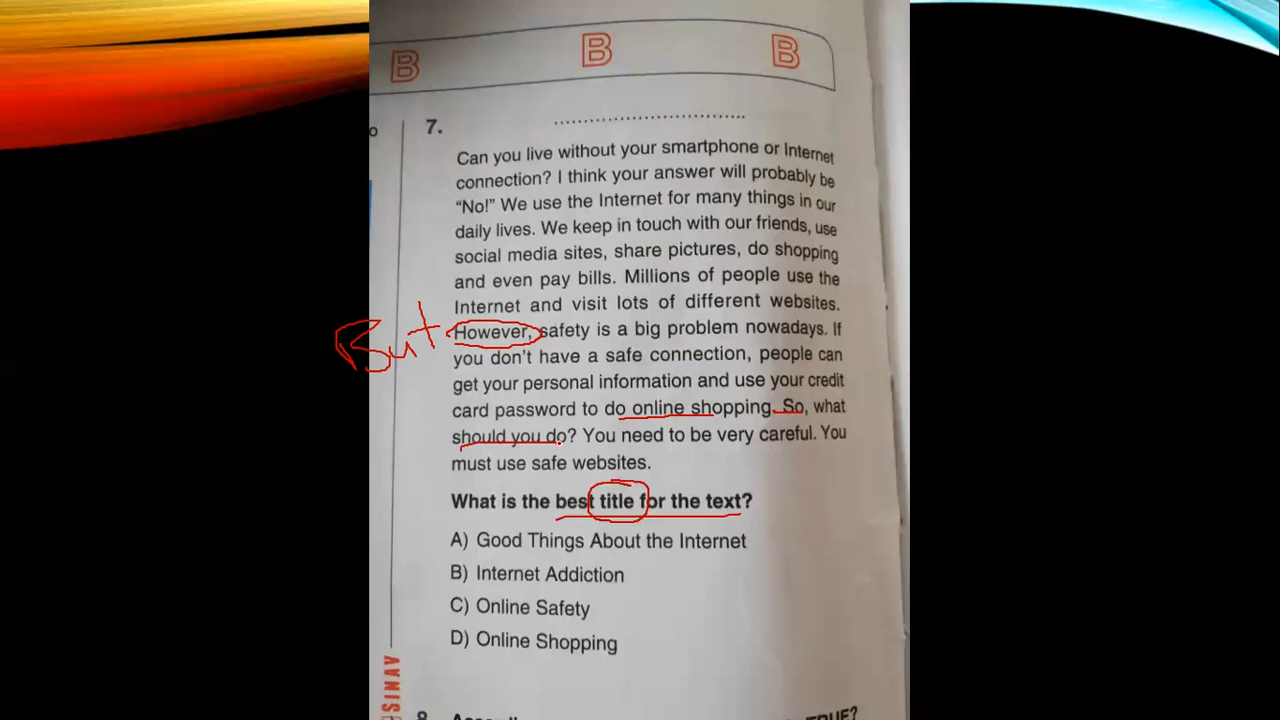 B B B
7.
..............................
Can you live without your smartphone or Internet
connection? I think your answer will probably be
“No!” We use the Internet for many things in our
daily lives. We keep in touch with our friends, use
social media sites, share pictures, do shopping
and even pay bills. Millions of people use the
Internet and visit lots of different websites.
But
However, safety is a big problem nowadays. If
you don't have a safe connection, people can
get your personal information and use your credit
card password to do online shopping. So, what
should you do? You need to be very careful. You
must use safe websites.
What is the best title for the text?
A) Good Things About the Internet
B) Internet Addiction
C) Online Safety
D) Online Shopping
SINAV
TRUE?